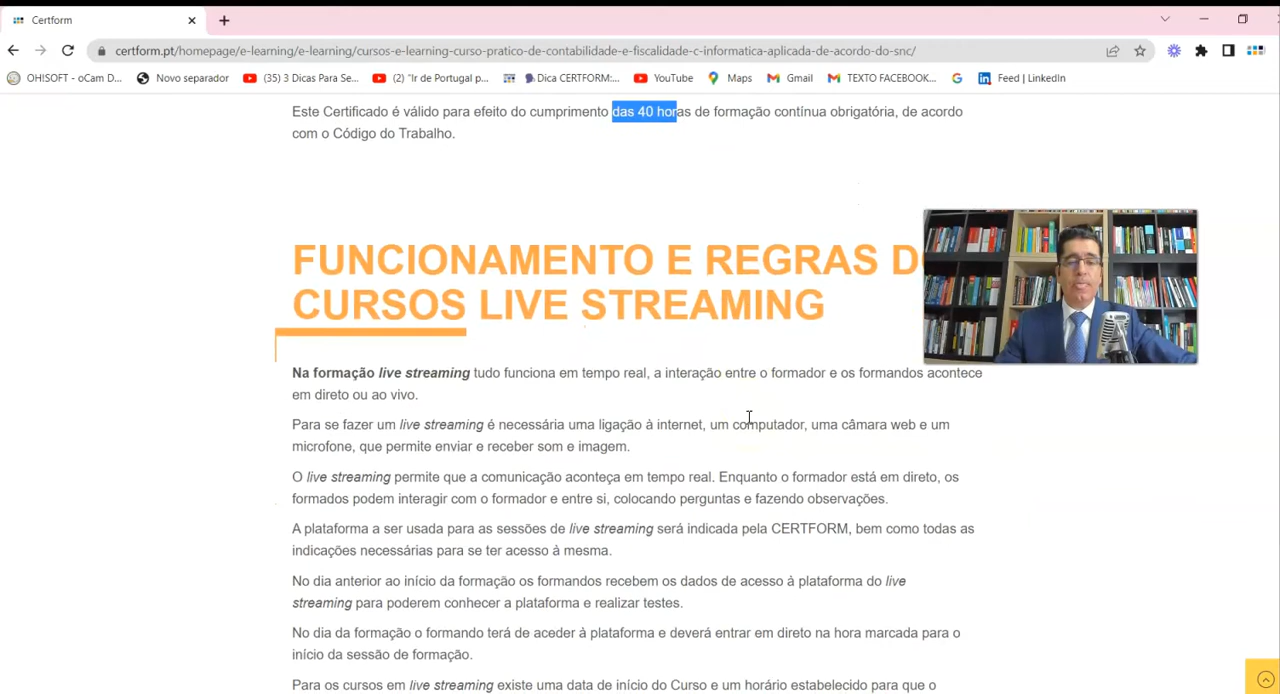 Certform
certform.pt/homepage/e-learning/e-learning/cursos-e-learning-curso-pratico-de-contabilidade-e-fiscalidade-c-informatica-aplicada-de-acordo-do-snc/
OH!SOFT - oCam D... Novo separador (35) 3 Dicas Para Se... (2) "Ir de Portugal p... Dica CERTFORM:... YouTube Maps Gmail TEXTO FACEBOOK... Feed | LinkedIn
Este Certificado é válido para efeito do cumprimento das 40 horas de formação contínua obrigatória, de acordo
com o Código do Trabalho.
FUNCIONAMENTO E REGRAS
CURSOS LIVE STREAMING
Na formação live streaming tudo funciona em tempo real, a interação entre o formador e os formandos acontece
em direto ou ao vivo.
Para se fazer um live streaming é necessária uma ligação à internet, um computador, uma câmara web e um
microfone, que permite enviar e receber som e imagem.
O live streaming permite que a comunicação aconteça em tempo real. Enquanto o formador está em direto, os
formados podem interagir com o formador e entre si, colocando perguntas e fazendo observações.
A plataforma a ser usada para as sessões de live streaming será indicada pela CERTFORM, bem como todas as
indicações necessárias para se ter acesso à mesma.
No dia anterior ao início da formação os formandos recebem os dados de acesso à plataforma do live
streaming para poderem conhecer a plataforma e realizar testes.
No dia da formação o formando terá de aceder à plataforma e deverá entrar em direto na hora marcada para o
início da sessão de formação.
Para os cursos em live streaming existe uma data de início do Curso e um horário estabelecido para que o